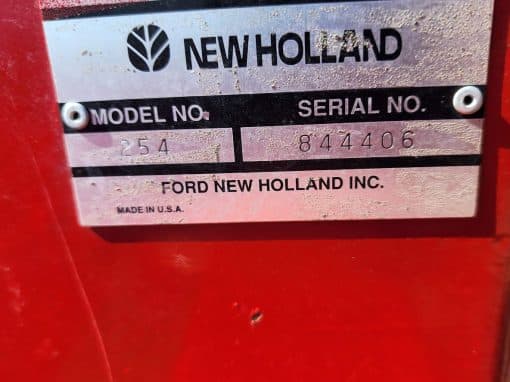 NEW HOLLAND
MODEL NO. SERIAL NO.
254 844406
FORD NEW HOLLAND INC.
MADE IN U.S.A.